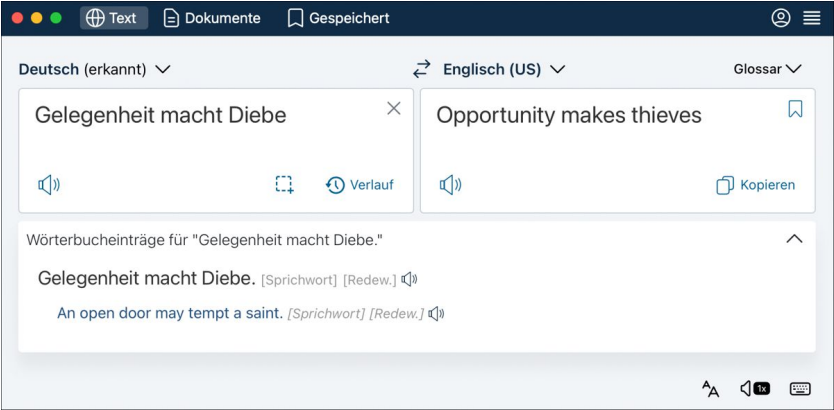 Text Dokumente Gespeichert
Deutsch (erkannt) Englisch (US) Glossar
Gelegenheit macht Diebe
Opportunity makes thieves
Verlauf
Kopieren
Wörterbucheinträge für "Gelegenheit macht Diebe."
Gelegenheit macht Diebe. [Sprichwort] [Redew.]
An open door may tempt a saint. [Sprichwort] [Redew.]
AA 1x